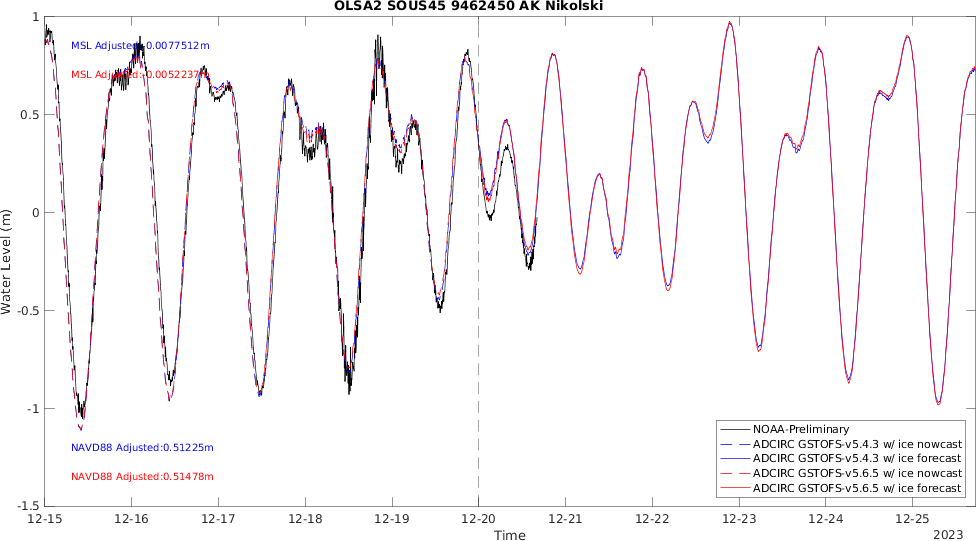 OLSA2 SOUS45 9462450 AK Nikolski
MSL Adjusted:-0.0077512m
MSL Adjusted:-0.0052237m
NAVD88 Adjusted:0.51225m
NAVD88 Adjusted:0.51478m
Water Level (m)
1
0.5
0
-0.5
-1
-1.5
12-15
12-16
12-17
12-18
12-19
12-20
12-21
12-22
12-23
12-24
12-25
2023
Time
NOAA-Preliminary
ADCIRC GSTOFS-v5.4.3 w/ ice nowcast
ADCIRC GSTOFS-v5.4.3 w/ ice forecast
ADCIRC GSTOFS-v5.6.5 w/ ice nowcast
ADCIRC GSTOFS-v5.6.5 w/ ice forecast